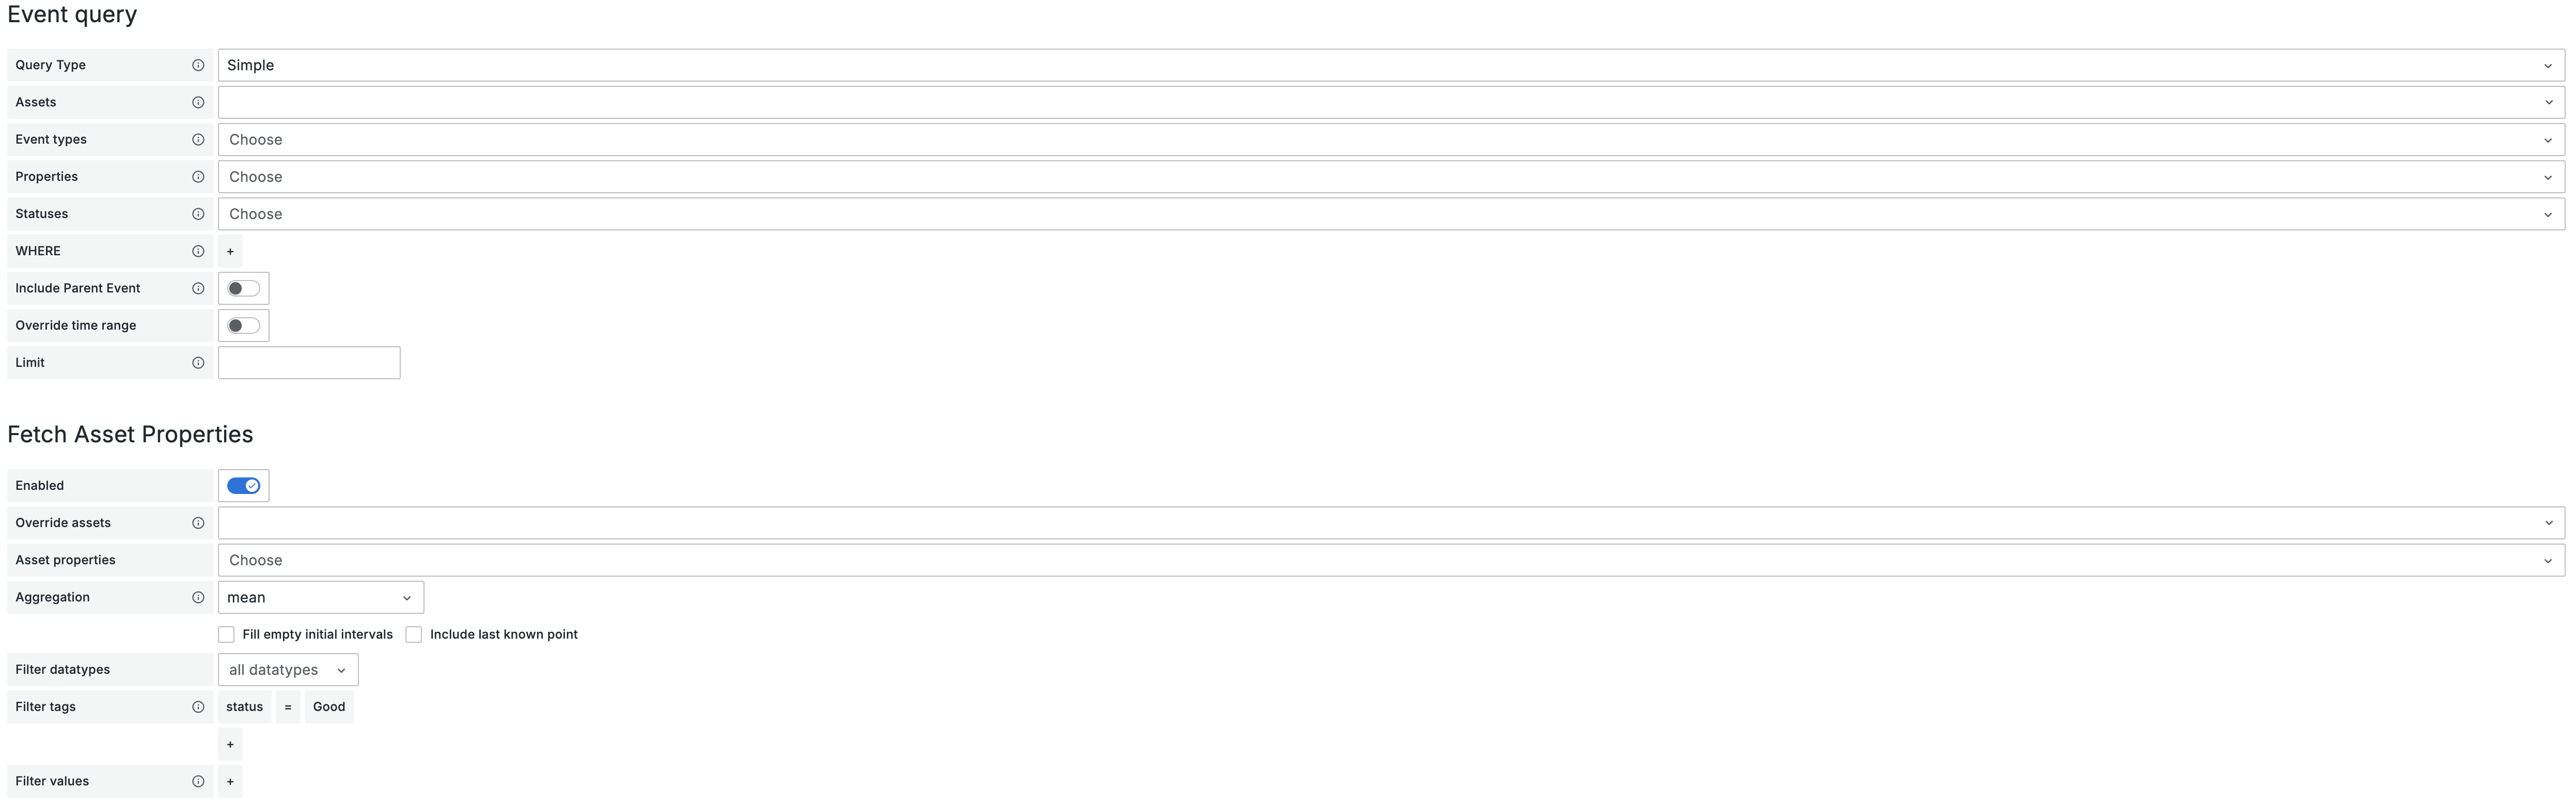 Event query
Query Type Simple
Assets
Event types Choose
Properties Choose
Statuses Choose
WHERE +
Include Parent Event
Override time range
Limit
Fetch Asset Properties
Enabled
Override assets
Asset properties Choose
Aggregation mean
Fill empty initial intervals Include last known point
Filter datatypes all datatypes
Filter tags status = Good
+
Filter values +